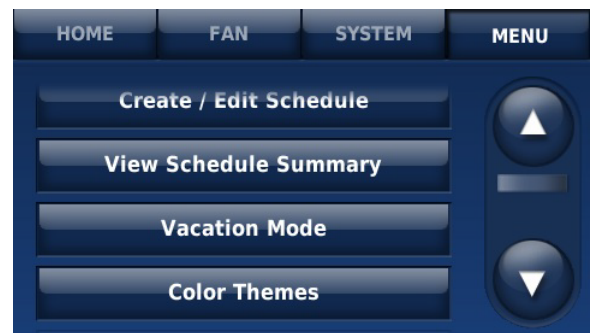 HOME FAN SYSTEM MENU
Create / Edit Schedule
View Schedule Summary
Vacation Mode
Color Themes